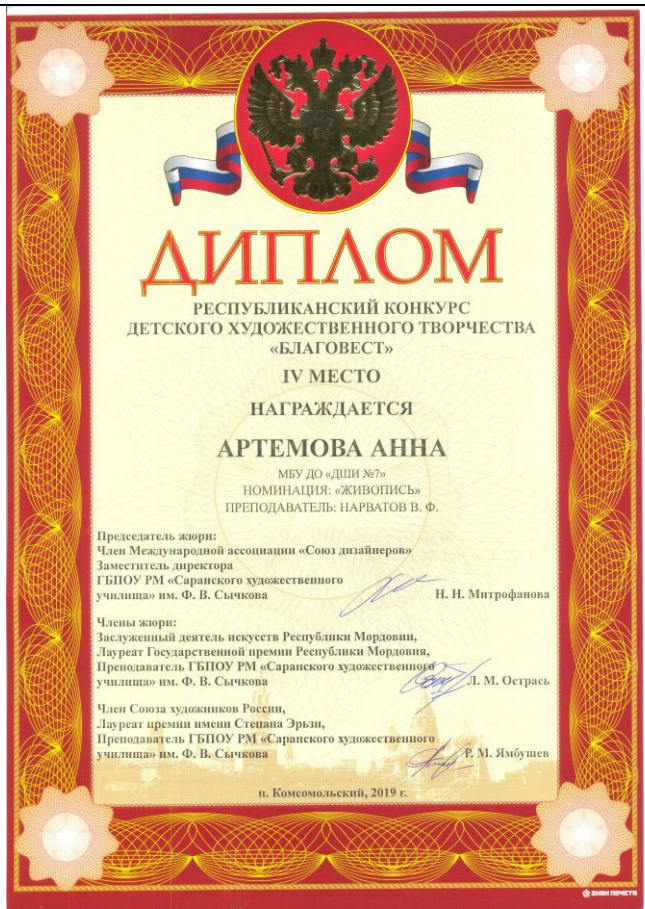 ДИПЛОМ
РЕСПУБЛИКАНСКИЙ КОНКУРС
ДЕТСКОГО ХУДОЖЕСТВЕННОГО ТВОРЧЕСТВА
«БЛАГОВЕСТ»
IV МЕСТО
НАГРАЖДАЕТСЯ
АРТЕМОВА АННА
МБУ ДО «ДШИ №7»
НОМИНАЦИЯ: «ЖИВОПИСЬ»
ПРЕПОДАВАТЕЛЬ: НАРВАТОВ В. Ф.
Председатель жюри:
Член Международной ассоциации «Союз дизайнеров»
Заместитель директора
ГБПОУ РМ «Саранского художественного
училища» им. Ф. В. Сычкова Н. Н. Митрофанова
Члены жюри:
Заслуженный деятель искусств Республики Мордовии,
Лауреат Государственной премии Республики Мордовия,
Преподаватель ГБПОУ РМ «Саранского художественного
училища» им. Ф. В. Сычкова Л. М. Острась
Член Союза художников России,
Лауреат премии имени Степана Эрьзи,
Преподаватель ГБПОУ РМ «Саранского художественного
училища» им. Ф. В. Сычкова Р. М. Ямбушев
п. Комсомольский, 2019 г.
ЗНАК ПОЧЕТА